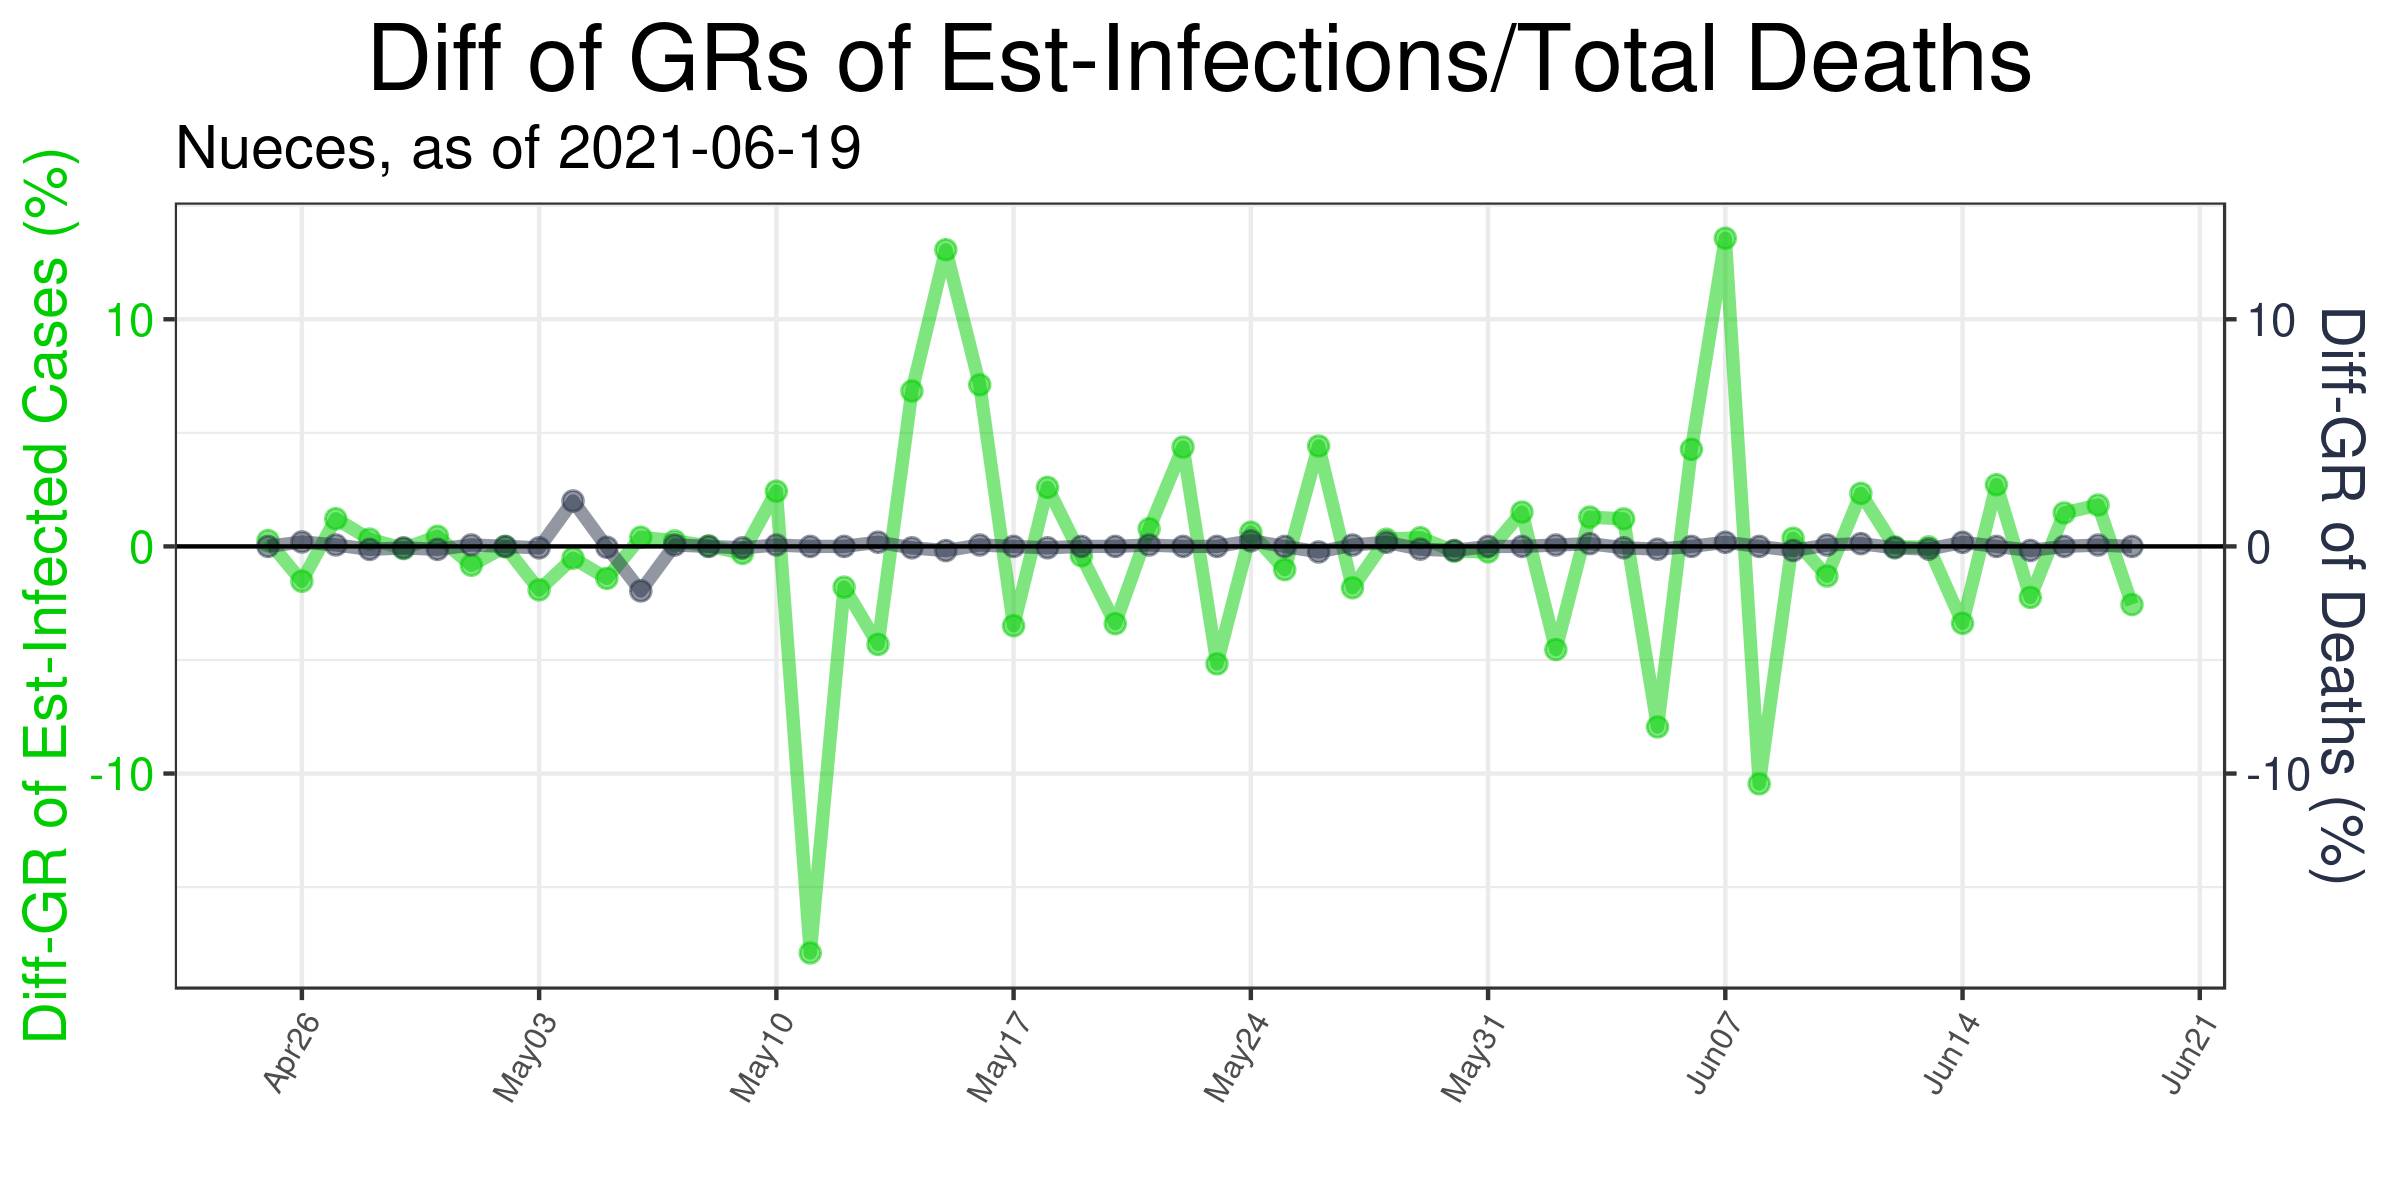 Diff of GRs of Est-Infections/Total Deaths
Nueces, as of 2021-06-19
Diff-GR of Est-Infected Cases (%)
10
0
-10
10
0
-10
Diff-GR of Deaths (%)
Apr26
May03
May10
May17
May24
May31
Jun07
Jun14
Jun21